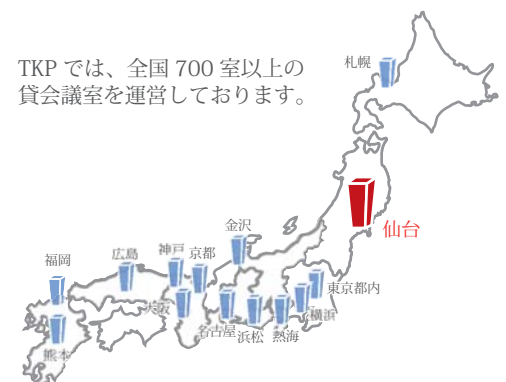 TKP では、全国 700 室以上の
貸会議室を運営しております。
札幌
仙台
金沢
福岡
広島
神戸
京都
大阪
東京都内
横浜
名古屋
浜松
熱海
熊本